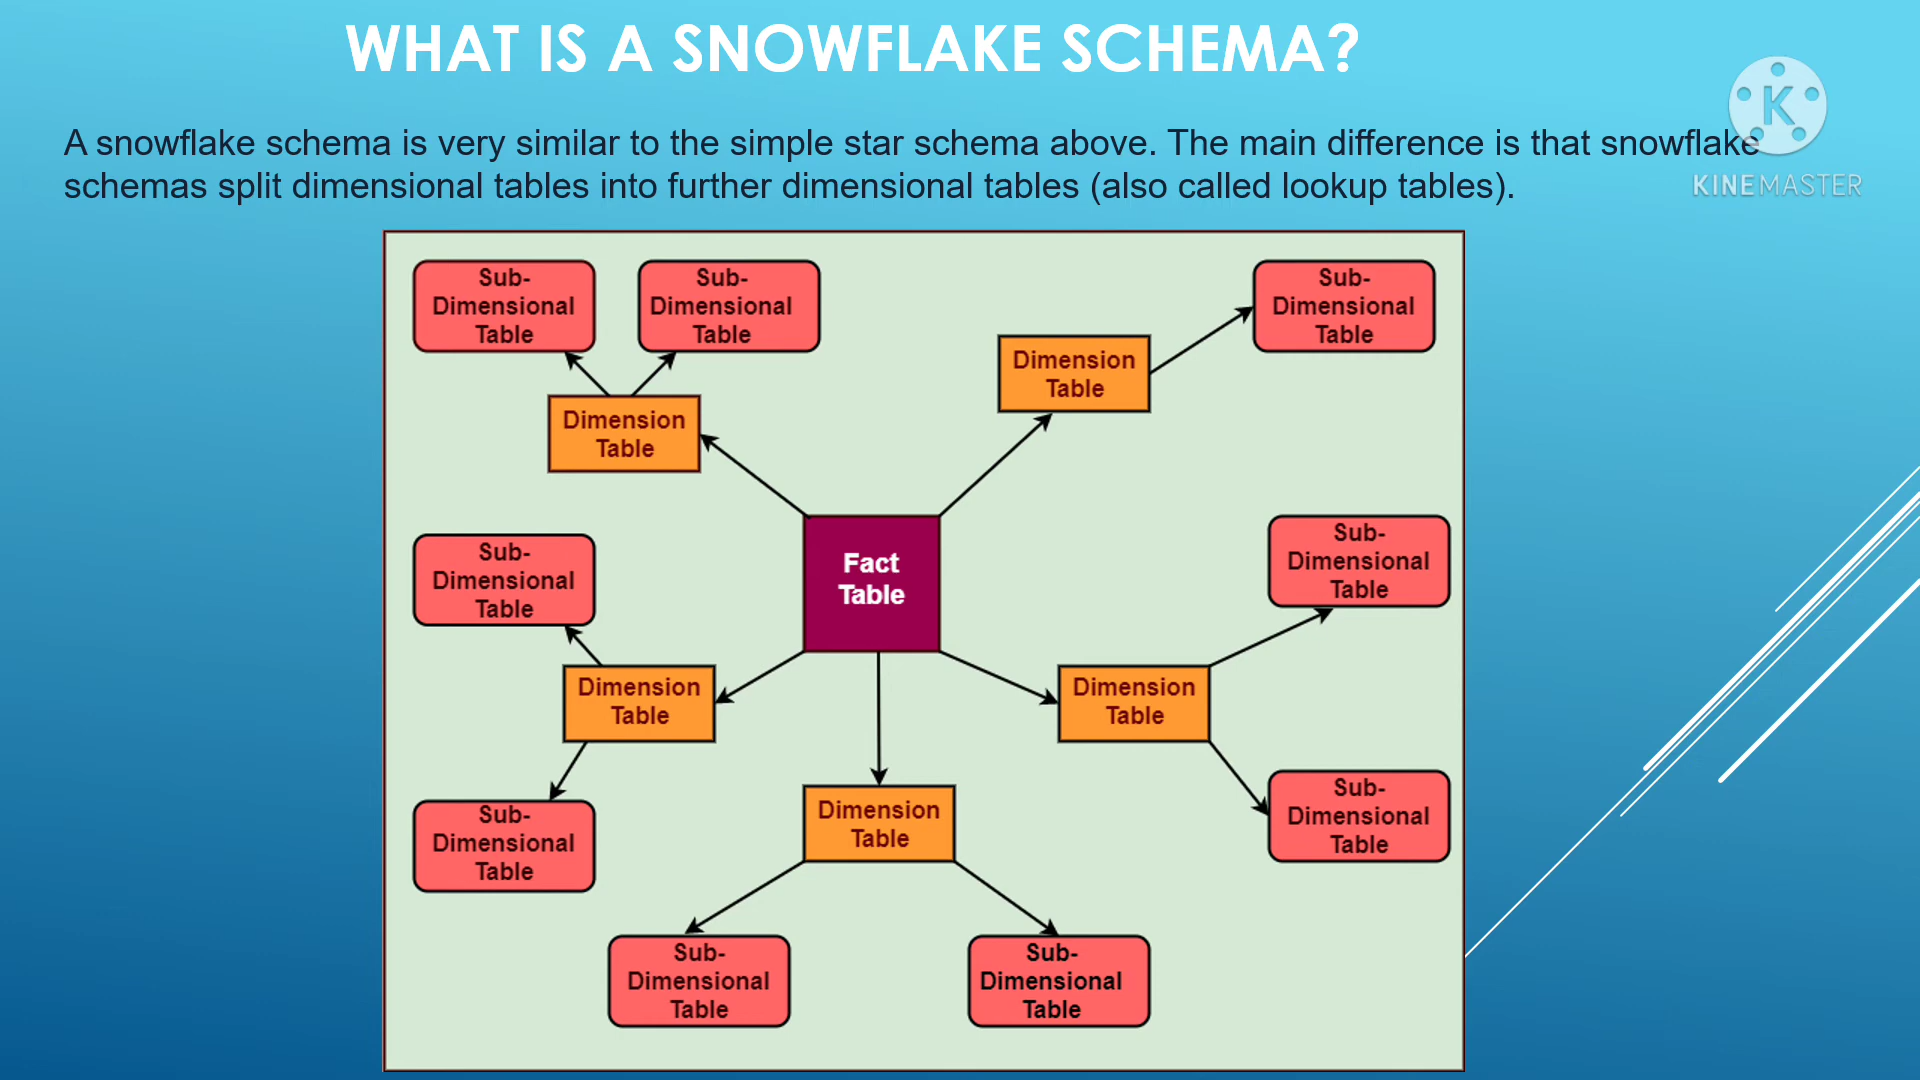 WHAT IS A SNOWFLAKE SCHEMA?
A snowflake schema is very similar to the simple star schema above. The main difference is that snowflake
schemas split dimensional tables into further dimensional tables (also called lookup tables).
K
KINEMASTER
Sub-
Dimensional
Table
Sub-
Dimensional
Table
Sub-
Dimensional
Table
Dimension
Table
Dimension
Table
Fact
Table
Sub-
Dimensional
Table
Sub-
Dimensional
Table
Dimension
Table
Dimension
Table
Sub-
Dimensional
Table
Dimension
Table
Sub-
Dimensional
Table
Sub-
Dimensional
Table
Sub-
Dimensional
Table